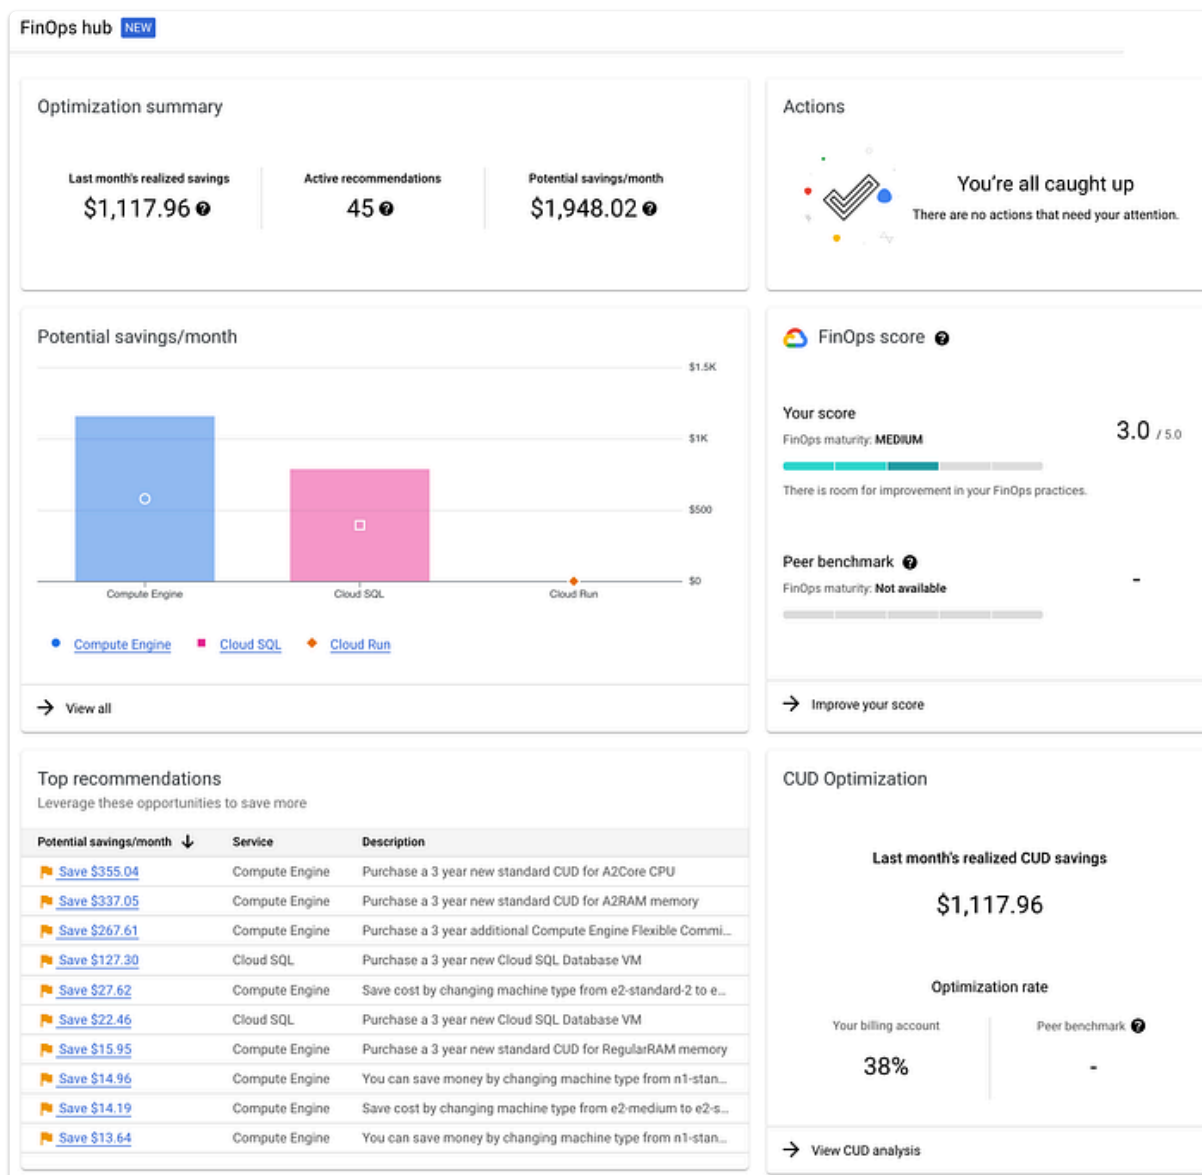 FinOps hub NEW
Optimization summary
Last month's realized savings
$1,117.96
Active recommendations
45
Potential savings/month
$1,948.02
Actions
You're all caught up
There are no actions that need your attention.
Potential savings/month
$1.5K
$1K
$500
$0
Compute Engine
Cloud SQL
Cloud Run
Compute Engine
Cloud SQL
Cloud Run
View all
FinOps score
Your score
FinOps maturity: MEDIUM
3.0 / 5.0
There is room for improvement in your FinOps practices.
Peer benchmark
FinOps maturity: Not available
-
Improve your score
Top recommendations
Leverage these opportunities to save more
Potential savings/month Service Description
Save $355.04 Compute Engine Purchase a 3 year new standard CUD for A2Core CPU
Save $337.05 Compute Engine Purchase a 3 year new standard CUD for A2RAM memory
Save $267.61 Compute Engine Purchase a 3 year additional Compute Engine Flexible Commi...
Save $127.30 Cloud SQL Purchase a 3 year new Cloud SQL Database VM
Save $27.62 Compute Engine Save cost by changing machine type from e2-standard-2 to e...
Save $22.46 Cloud SQL Purchase a 3 year new Cloud SQL Database VM
Save $15.95 Compute Engine Purchase a 3 year new standard CUD for RegularRAM memory
Save $14.96 Compute Engine You can save money by changing machine type from n1-stan...
Save $14.19 Compute Engine Save cost by changing machine type from e2-medium to e2-s...
Save $13.64 Compute Engine You can save money by changing machine type from n1-stan...
CUD Optimization
Last month's realized CUD savings
$1,117.96
Optimization rate
Your billing account
38%
Peer benchmark
-
View CUD analysis